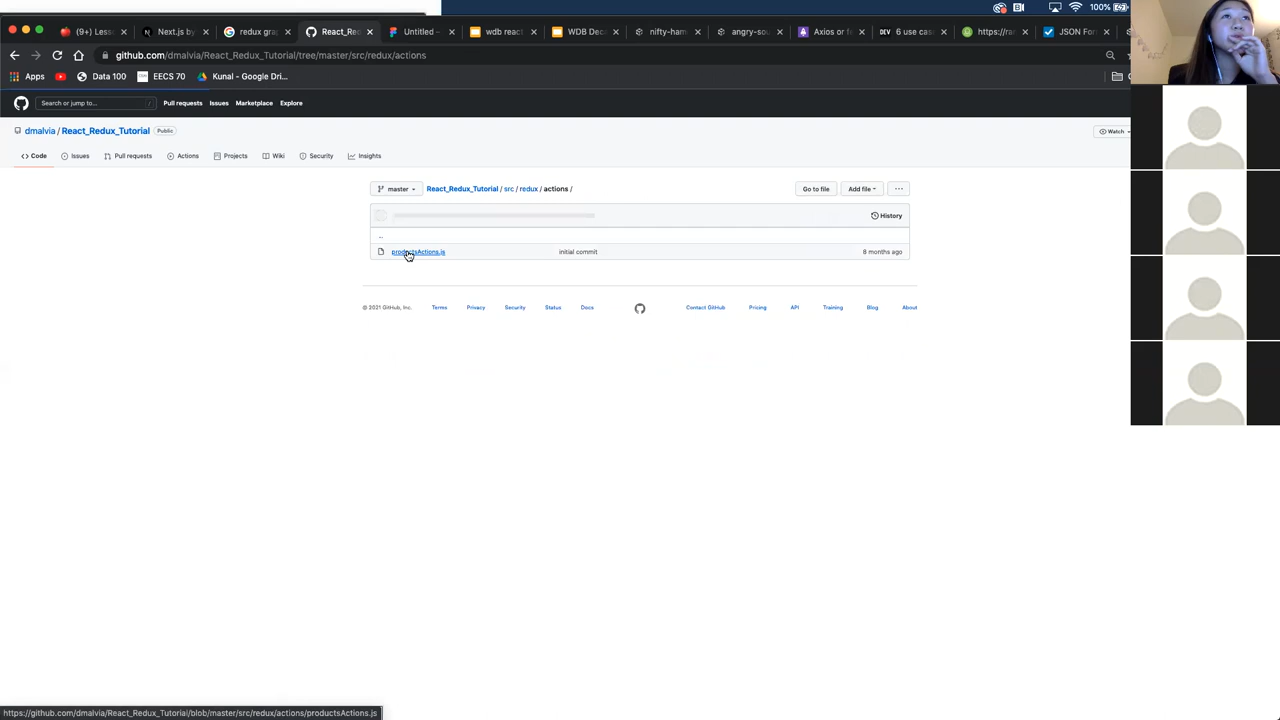 100%
(9+) Less
Next.js by
redux gra
React_Re
Untitled –
wdb react
WDB Dec
nifty-ham
angry-sou
Axios or f
DEV 6 use cas
https://ra
JSON For
github.com/dmalvia/React_Redux_Tutorial/tree/master/src/redux/actions
Apps Data 100 EECS 70 Kunal - Google Dri...
Search or jump to... / Pull requests Issues Marketplace Explore
dmalvia / React_Redux_Tutorial Public
Watch
Code Issues Pull requests Actions Projects Wiki Security Insights
master React_Redux_Tutorial / src / redux / actions / Go to file Add file ...
History
..
productsActions.js initial commit 8 months ago
© 2021 GitHub, Inc. Terms Privacy Security Status Docs Contact GitHub Pricing API Training Blog About
https://github.com/dmalvia/React_Redux_Tutorial/blob/master/src/redux/actions/productsActions.js